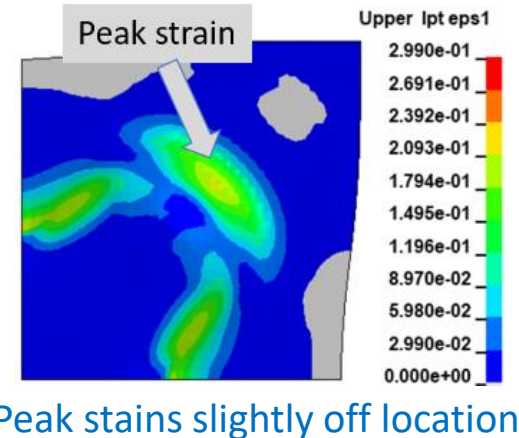 Peak strain
Upper Ipt eps1
2.990e-01
2.691e-01
2.392e-01
2.093e-01
1.794e-01
1.495e-01
1.196e-01
8.970e-02
5.980e-02
2.990e-02
0.000e+00
Peak stains slightly off location